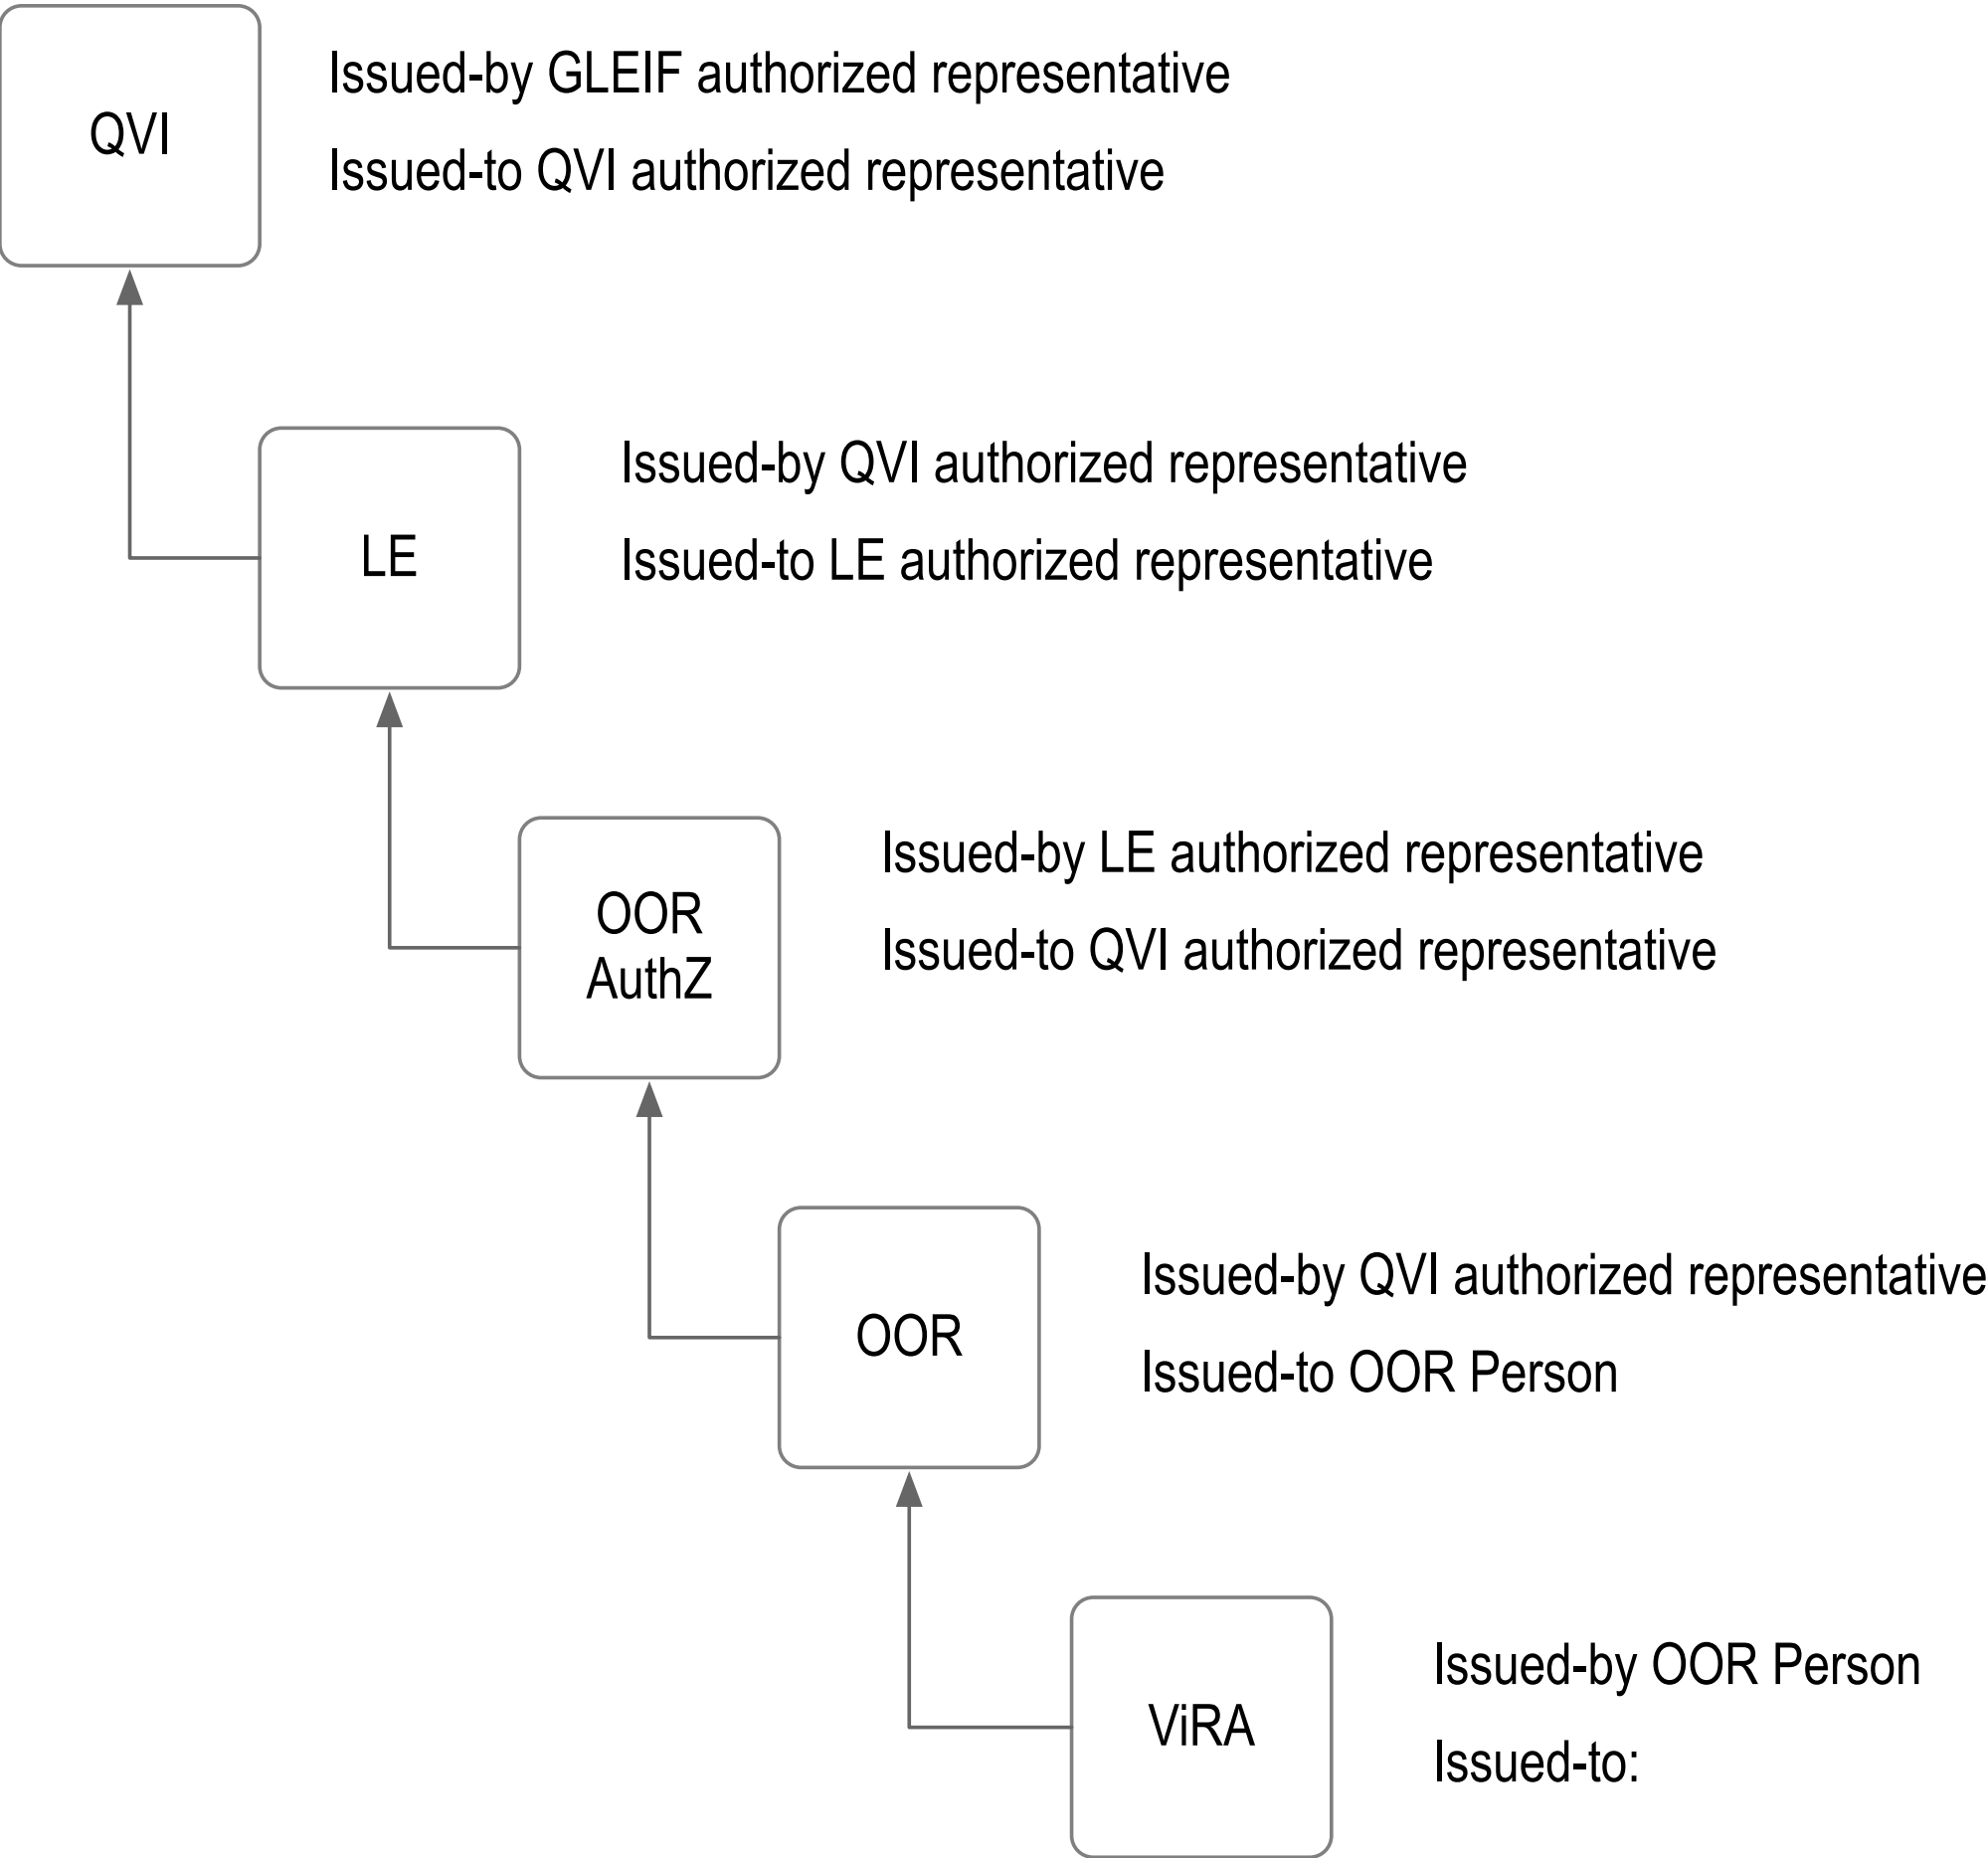 QVI
Issued-by GLEIF authorized representative
Issued-to QVI authorized representative
LE
Issued-by QVI authorized representative
Issued-to LE authorized representative
OOR
AuthZ
Issued-by LE authorized representative
Issued-to QVI authorized representative
OOR
Issued-by QVI authorized representative
Issued-to OOR Person
ViRA
Issued-by OOR Person
Issued-to: